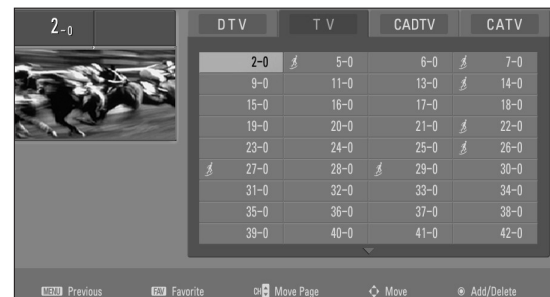 2-0
DTV TV CADTV CATV
2-0 5-0 6-0 7-0
9-0 11-0 13-0 14-0
15-0 16-0 17-0 18-0
19-0 20-0 21-0 22-0
23-0 24-0 25-0 26-0
27-0 28-0 29-0 30-0
31-0 32-0 33-0 34-0
35-0 36-0 37-0 38-0
39-0 40-0 41-0 42-0
MENU Previous FAV Favorite CH Move Page Move Add/Delete